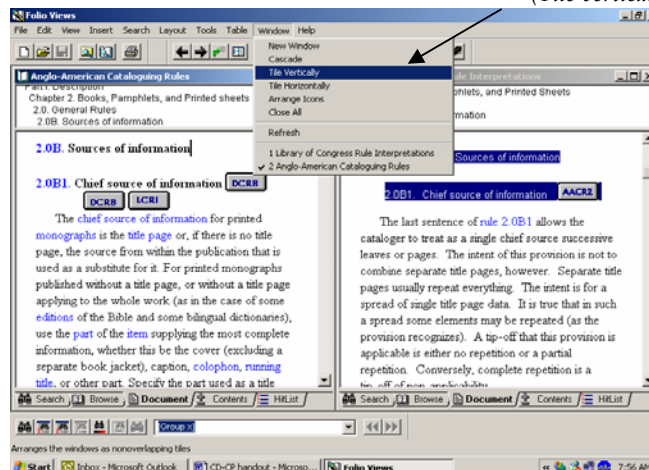 (Tile Vertical
Folio Views
File Edit View Insert Search Layout Tools Table Window Help
New Window
Cascade
Tile Vertically
Tile Horizontally
Arrange Icons
Close All
Refresh
1 Library of Congress Rule Interpretations
✓ 2 Anglo-American Cataloguing Rules
Anglo-American Cataloguing Rules
Part I. Description
Chapter 2. Books, Pamphlets, and Printed sheets
2.0. General Rules
2.0B. Sources of information
2.0B. Sources of information
2.0B1. Chief source of information DCRB
DCRB LCRI
The chief source of information for printed
monographs is the title page or, if there is no title
page, the source from within the publication that is
used as a substitute for it. For printed monographs
published without a title page, or without a title page
applying to the whole work (as in the case of some
editions of the Bible and some bilingual dictionaries),
use the part of the item supplying the most complete
information, whether this be the cover (excluding a
separate book jacket), caption, colophon, running
title, or other part. Specify the part used as a title
Search Browse Document Contents HitList
ule Interpretations
phlets, and Printed Sheets
mation
Sources of information
2.0B1. Chief source of information AACR2
The last sentence of rule 2.0B1 allows the
cataloger to treat as a single chief source successive
leaves or pages. The intent of this provision is not to
combine separate title pages, however. Separate title
pages usually repeat everything. The intent is for a
spread of single title page data. It is true that in such
a spread some elements may be repeated (as the
provision recognizes). A tip-off that this provision is
applicable is either no repetition or a partial
repetition. Conversely, complete repetition is a
tip-off of non-applicability.
Search Browse Document Contents HitList
Group x
Arranges the windows as nonoverlapping tiles
Start Inbox - Microsoft Outlook CD-CP handout - Microso... Folio Views 7:56 AM